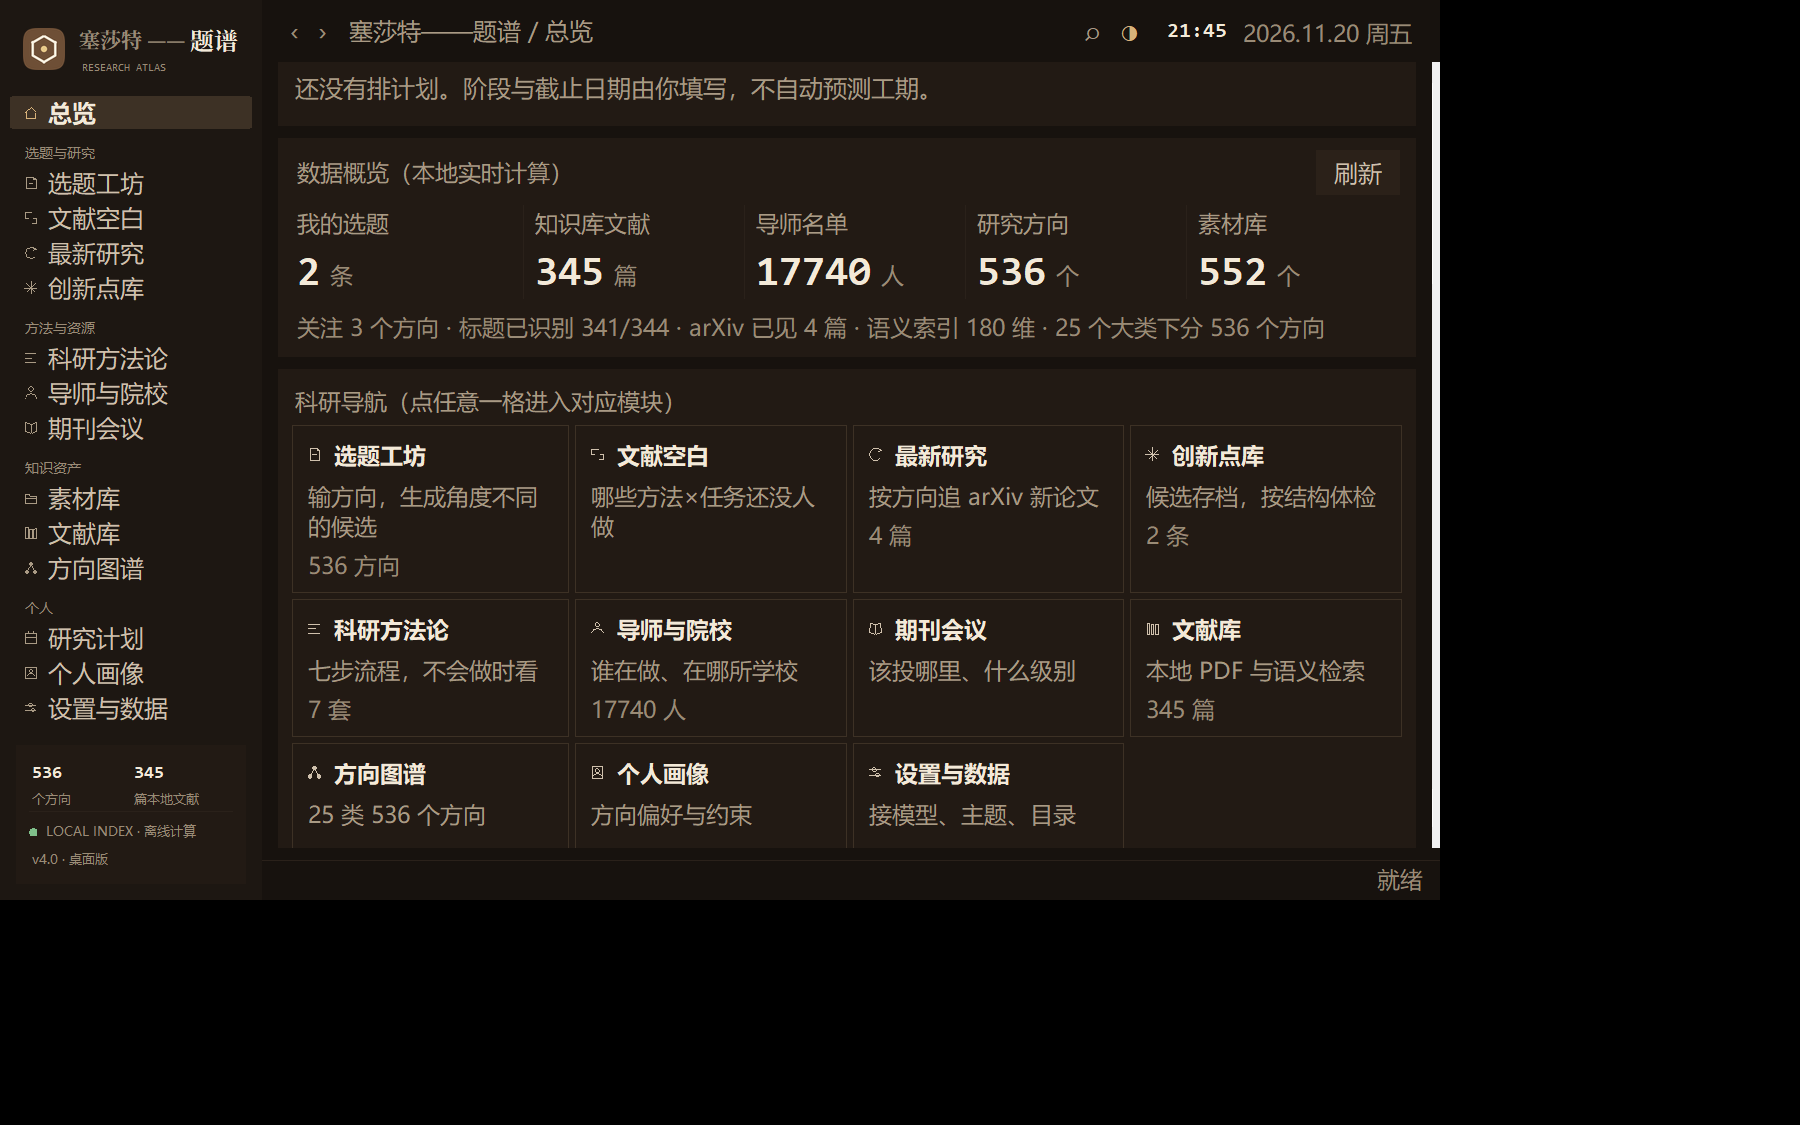 塞莎特 —— 题谱
RESEARCH ATLAS
总览
选题与研究
选题工坊
文献空白
最新研究
创新点库
方法与资源
科研方法论
导师与院校
期刊会议
知识资产
素材库
文献库
方向图谱
个人
研究计划
个人画像
设置与数据
536 345
个方向 篇本地文献
LOCAL INDEX · 离线计算
v4.0 · 桌面版
‹ › 塞莎特——题谱 / 总览
21:45 2026.11.20 周五
还没有排计划。阶段与截止日期由你填写，不自动预测工期。
数据概览（本地实时计算）
刷新
我的选题 知识库文献 导师名单 研究方向 素材库
2 条 345 篇 17740 人 536 个 552 个
关注 3 个方向 · 标题已识别 341/344 · arXiv 已见 4 篇 · 语义索引 180 维 · 25 个大类下分 536 个方向
科研导航（点任意一格进入对应模块）
选题工坊
输方向，生成角度不同
的候选
536 方向
文献空白
哪些方法×任务还没人
做
最新研究
按方向追 arXiv 新论文
4 篇
创新点库
候选存档，按结构体检
2 条
科研方法论
七步流程，不会做时看
7 套
导师与院校
谁在做、在哪所学校
17740 人
期刊会议
该投哪里、什么级别
文献库
本地 PDF 与语义检索
345 篇
方向图谱
25 类 536 个方向
个人画像
方向偏好与约束
设置与数据
接模型、主题、目录
就绪